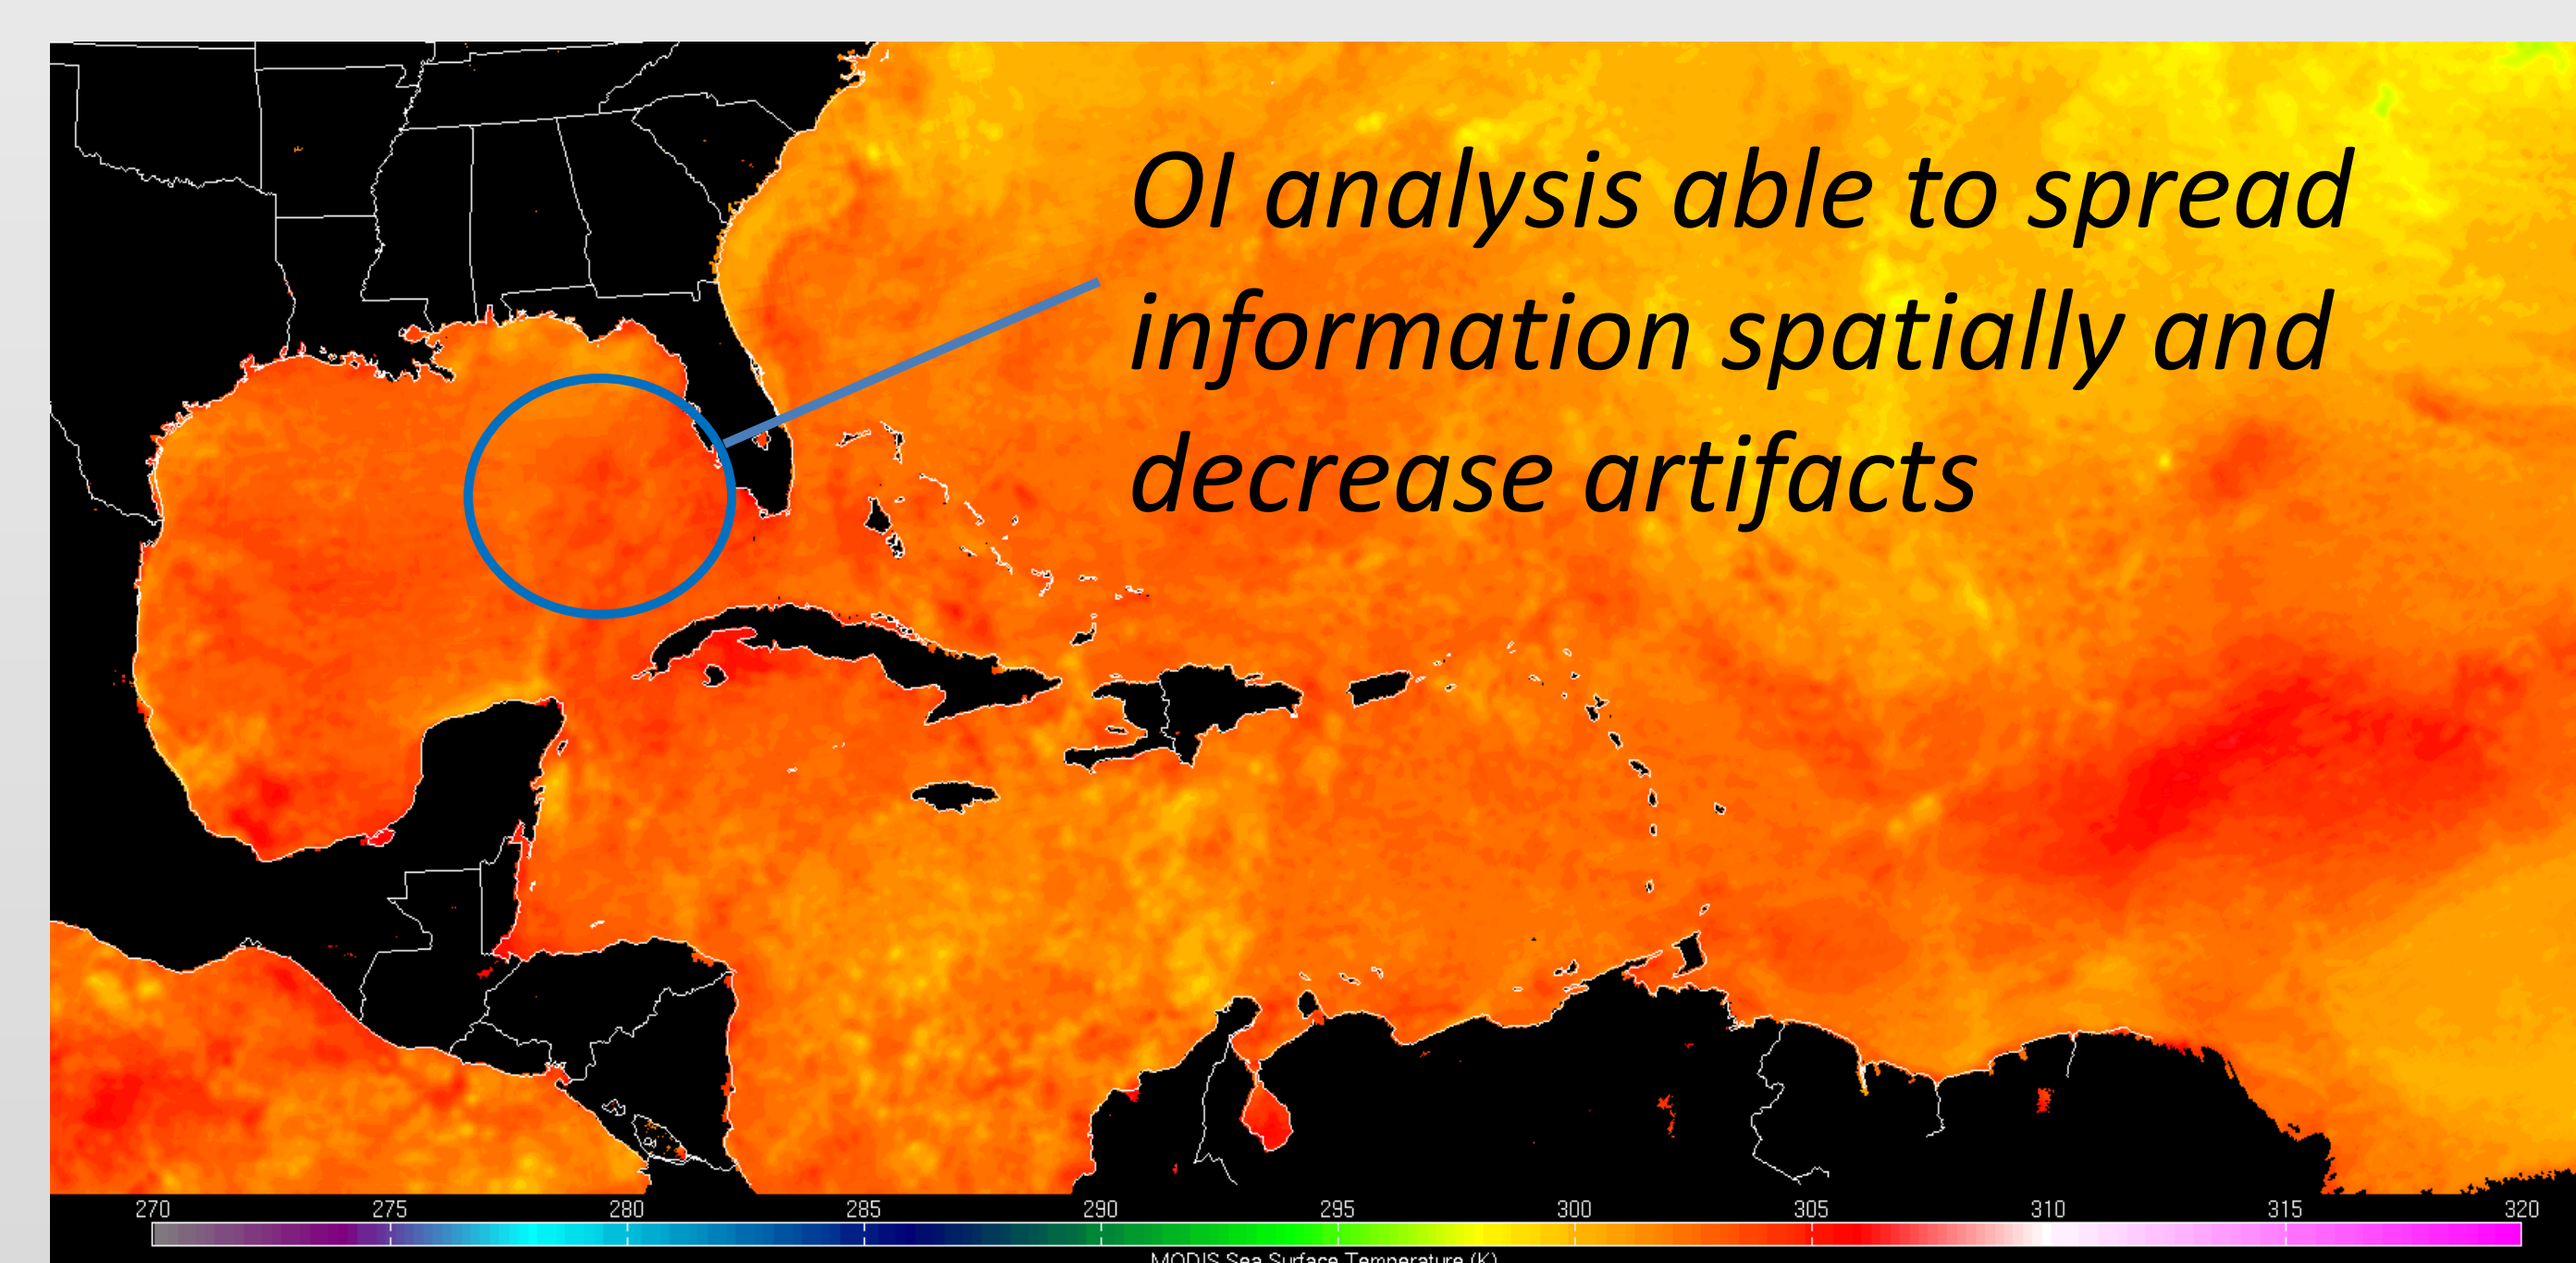 OI analysis able to spread
information spatially and
decrease artifacts
270 275 280 285 290 295 300 305 310 315 320
MODIS Sea Surface Temperature (K)